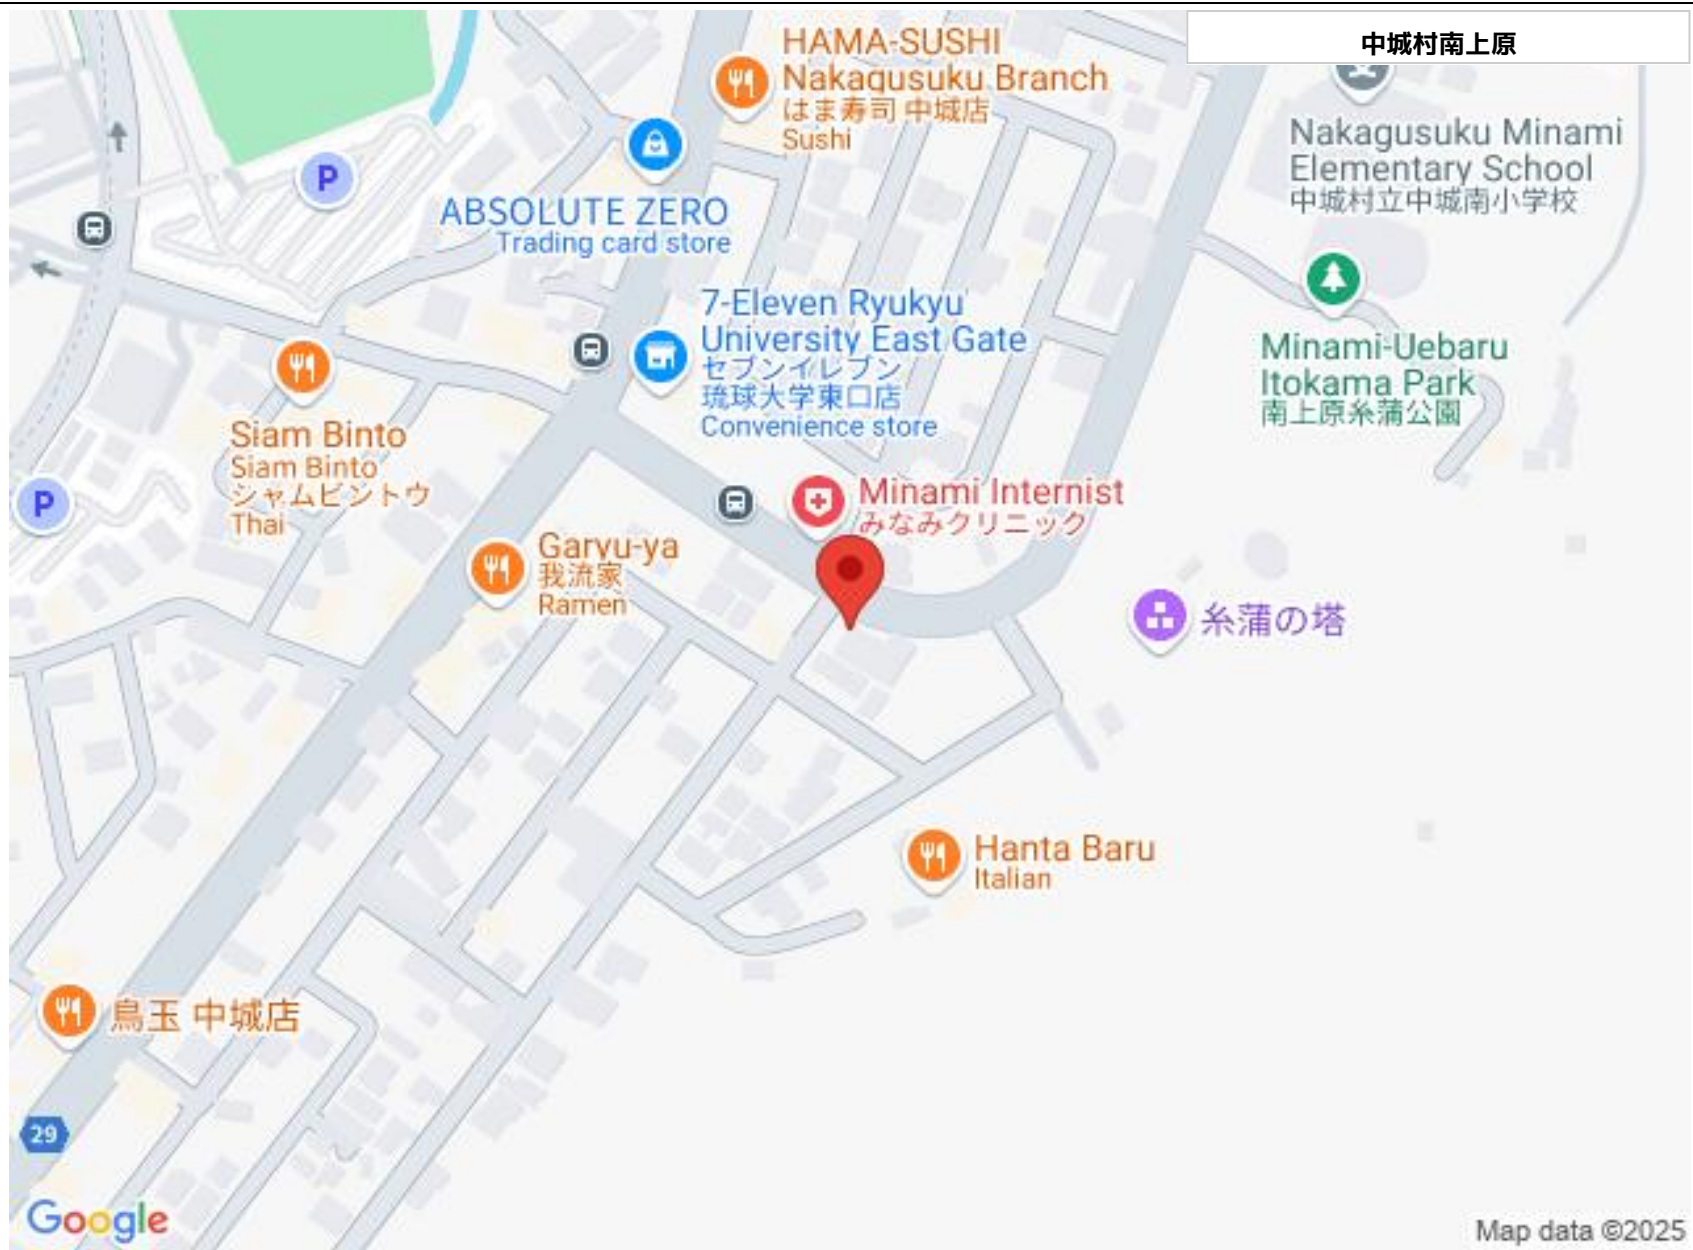 中城村南上原
HAMA-SUSHI
Nakagusuku Branch
はま寿司 中城店
Sushi
Nakagusuku Minami
Elementary School
中城村立中城南小学校
P
ABSOLUTE ZERO
Trading card store
7-Eleven Ryukyu
University East Gate
セブンイレブン
琉球大学東口店
Convenience store
Minami-Uebaru
Itokama Park
南上原糸蒲公園
Siam Binto
Siam Binto
シャムビントウ
Thai
P
Minami Internist
みなみクリニック
Garyu-ya
我流家
Ramen
糸蒲の塔
Hanta Baru
Italian
鳥玉 中城店
29
Google
Map data ©2025